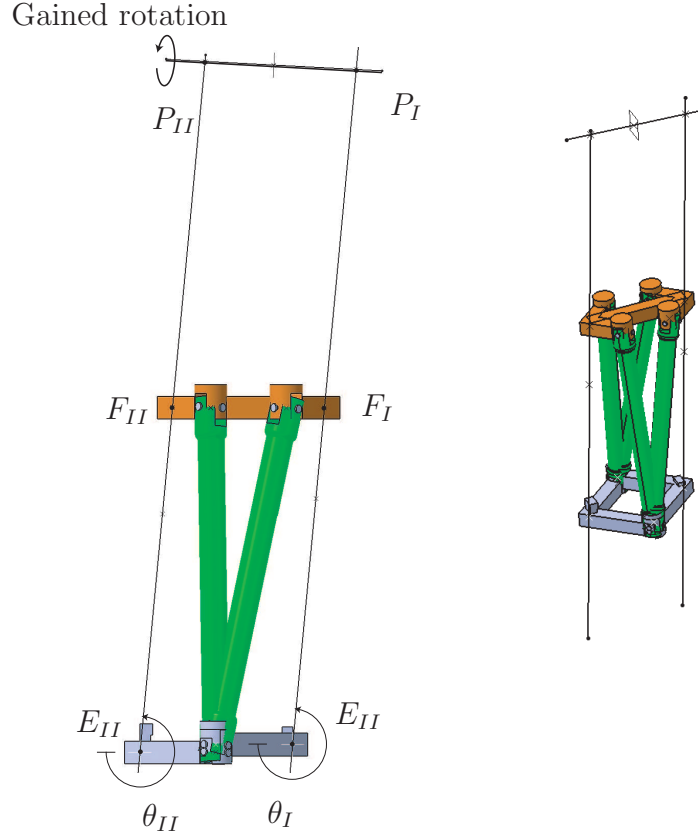 Gained rotation
P_{II}
P_I
F_{II}
F_I
E_{II}
E_{II}
θ_{II}
θ_I